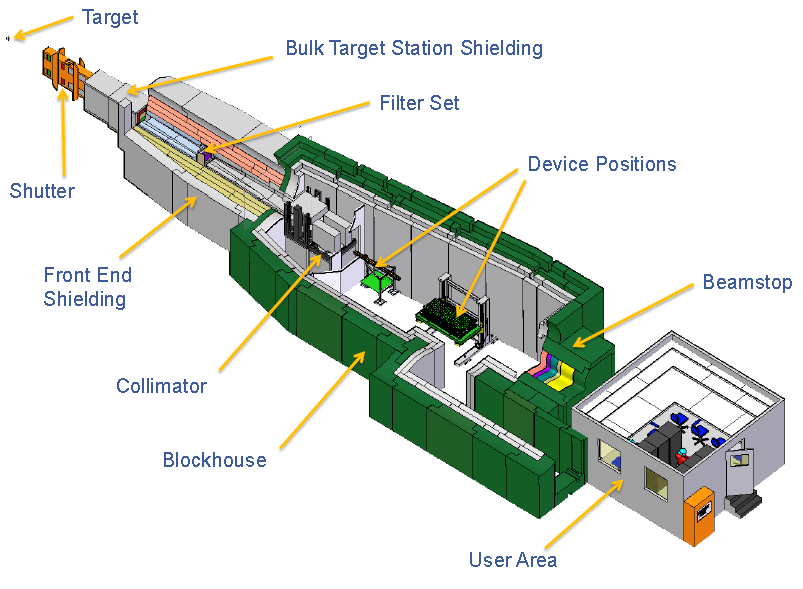 Target
Bulk Target Station Shielding
Filter Set
Device Positions
Shutter
Front End
Shielding
Beamstop
Collimator
Blockhouse
User Area